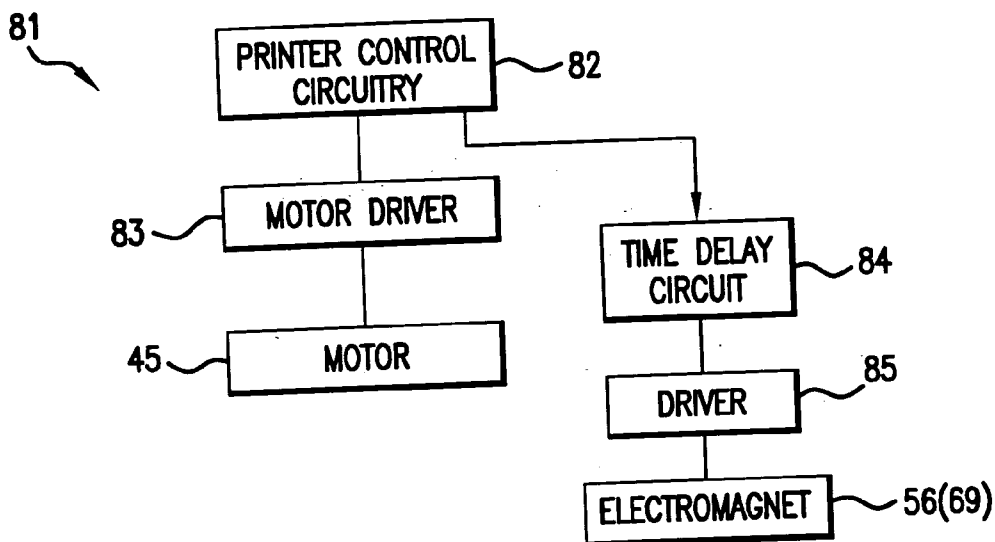 81
PRINTER CONTROL
CIRCUITRY
82
MOTOR DRIVER
83
TIME DELAY
CIRCUIT
84
45
MOTOR
DRIVER
85
ELECTROMAGNET
56(69)